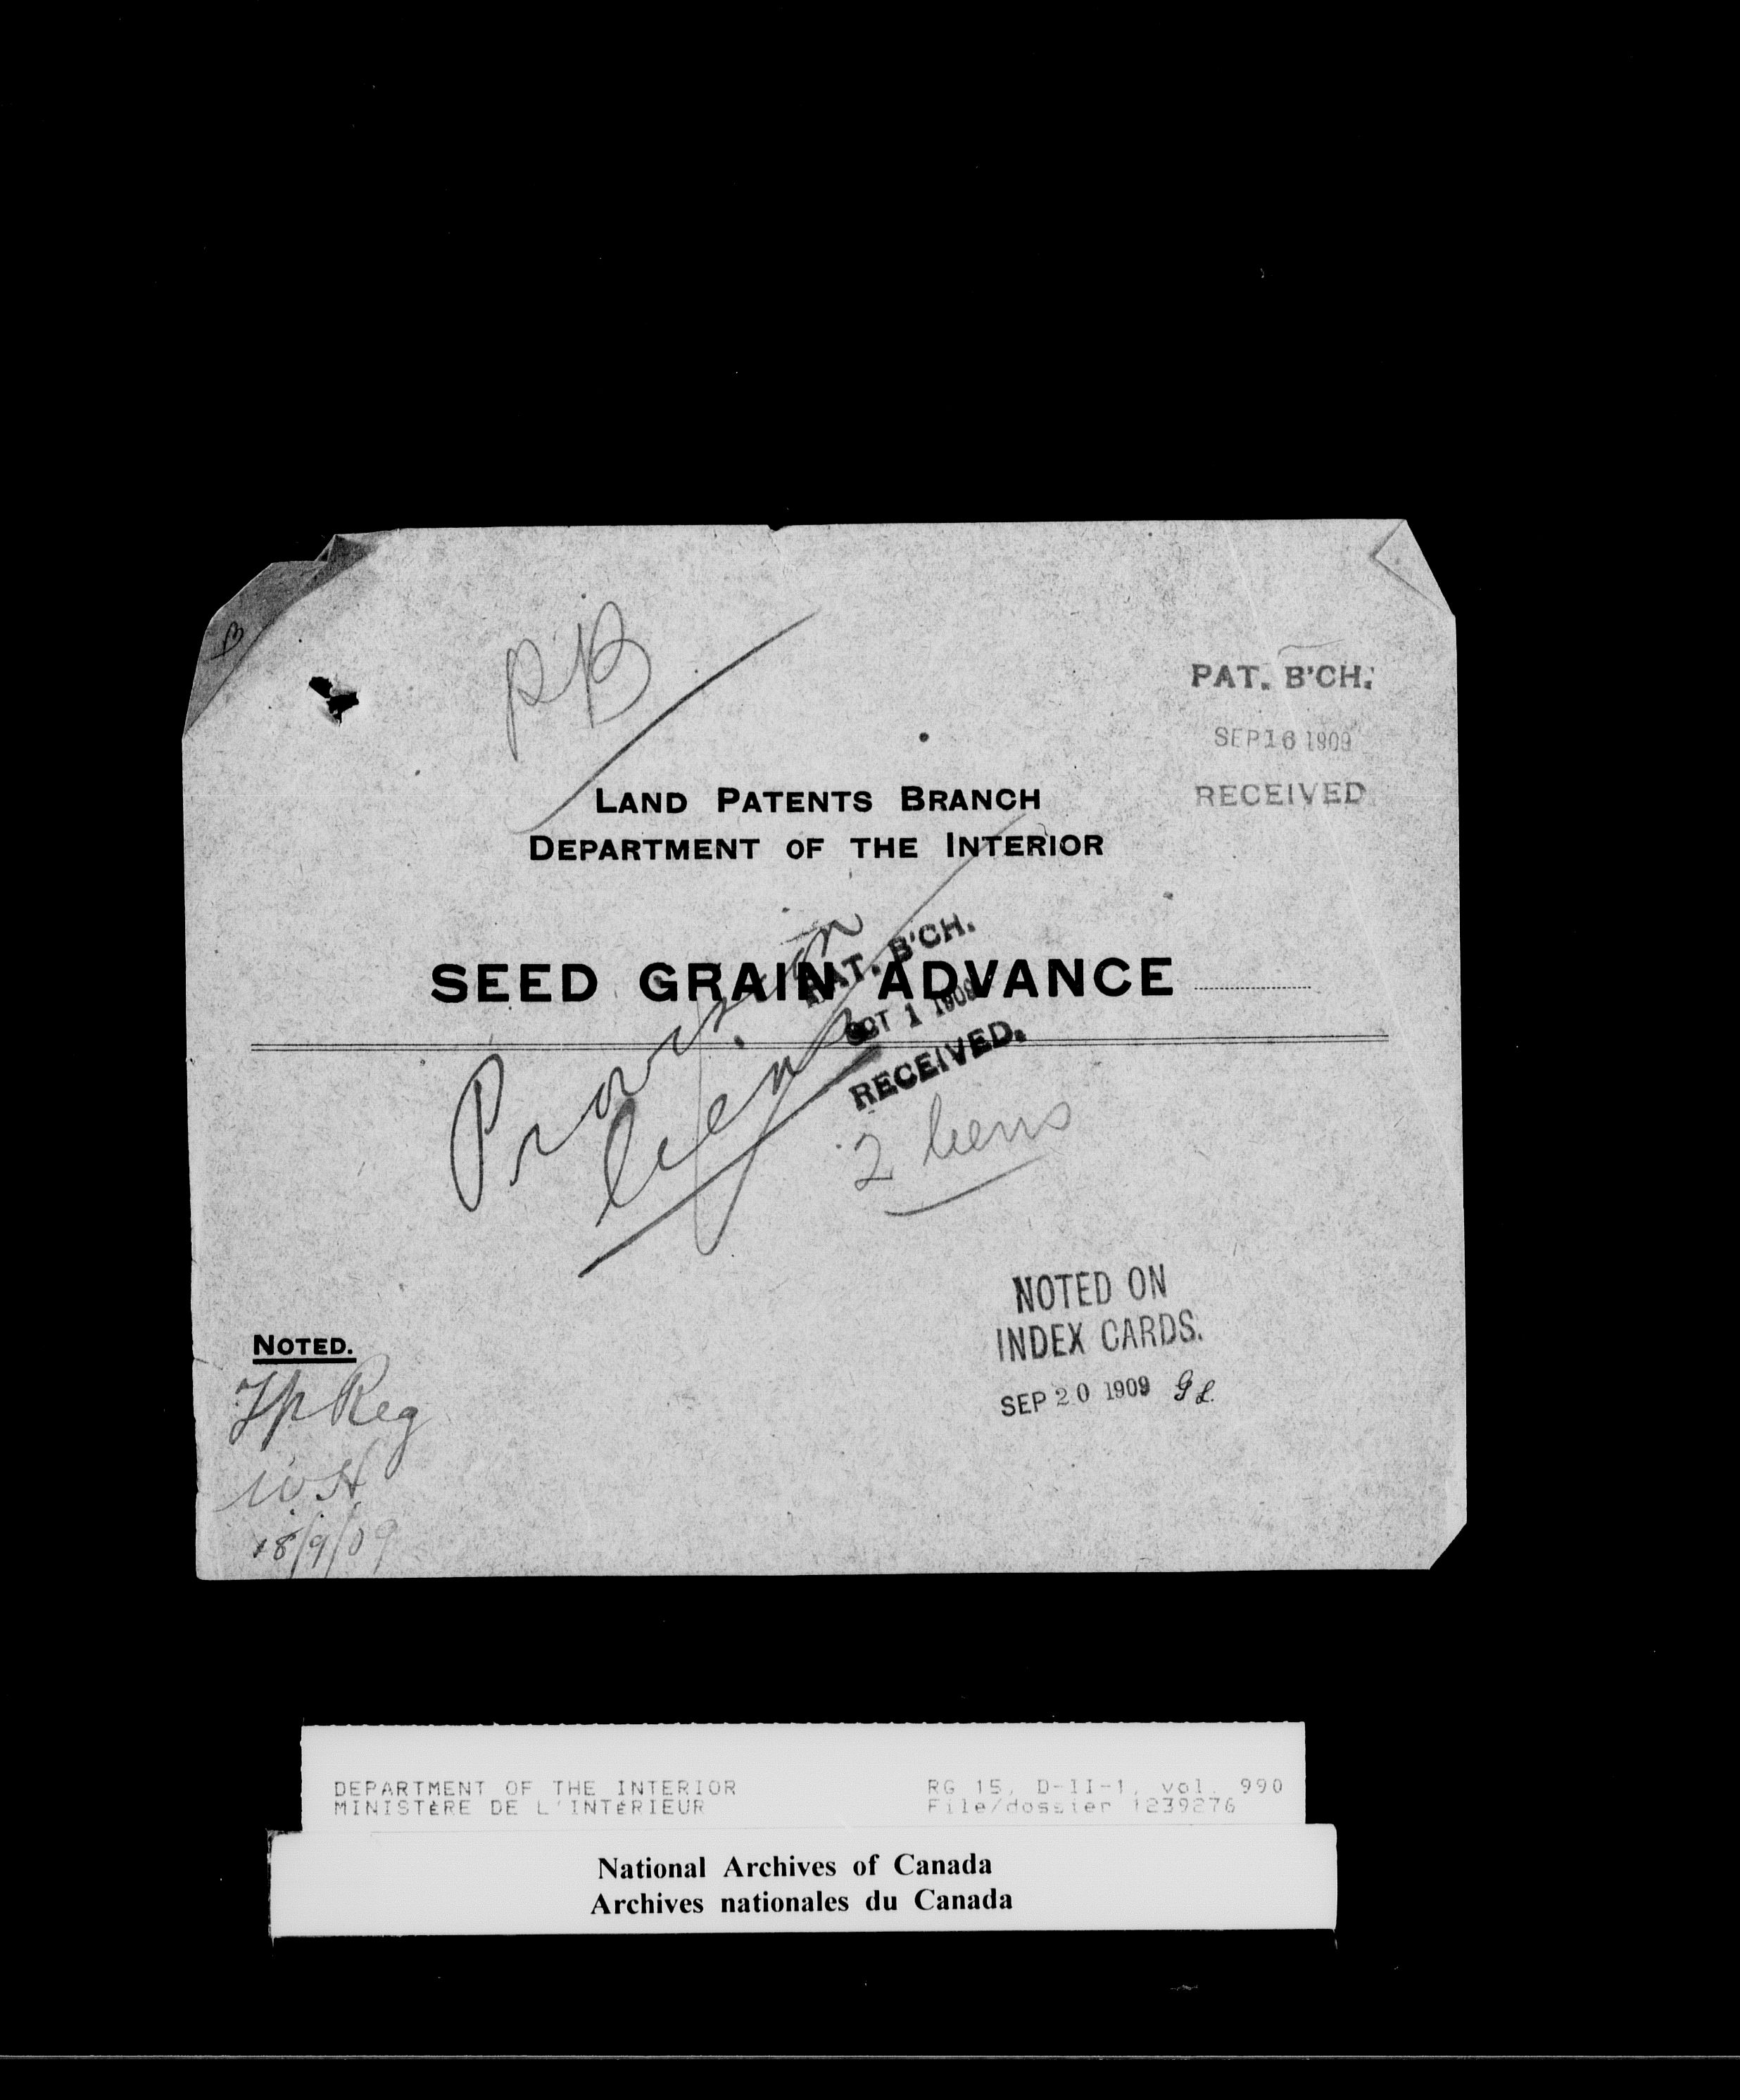 B
PB
PAT. B'CH.
SEP 16 1909
RECEIVED
LAND PATENTS BRANCH
DEPARTMENT OF THE INTERIOR
SEED GRAIN ADVANCE
PAT. B'CH.
OCT 1 1909
RECEIVED.
Provision
liens
2 liens
NOTED ON
INDEX CARDS.
SEP 20 1909
NOTED.
Tp Reg
WH
18/9/09
DEPARTMENT OF THE INTERIOR
MINISTÈRE DE L'INTÉRIEUR
RG 15, D-II-1, vol. 990
File/dossier 1239276
National Archives of Canada
Archives nationales du Canada